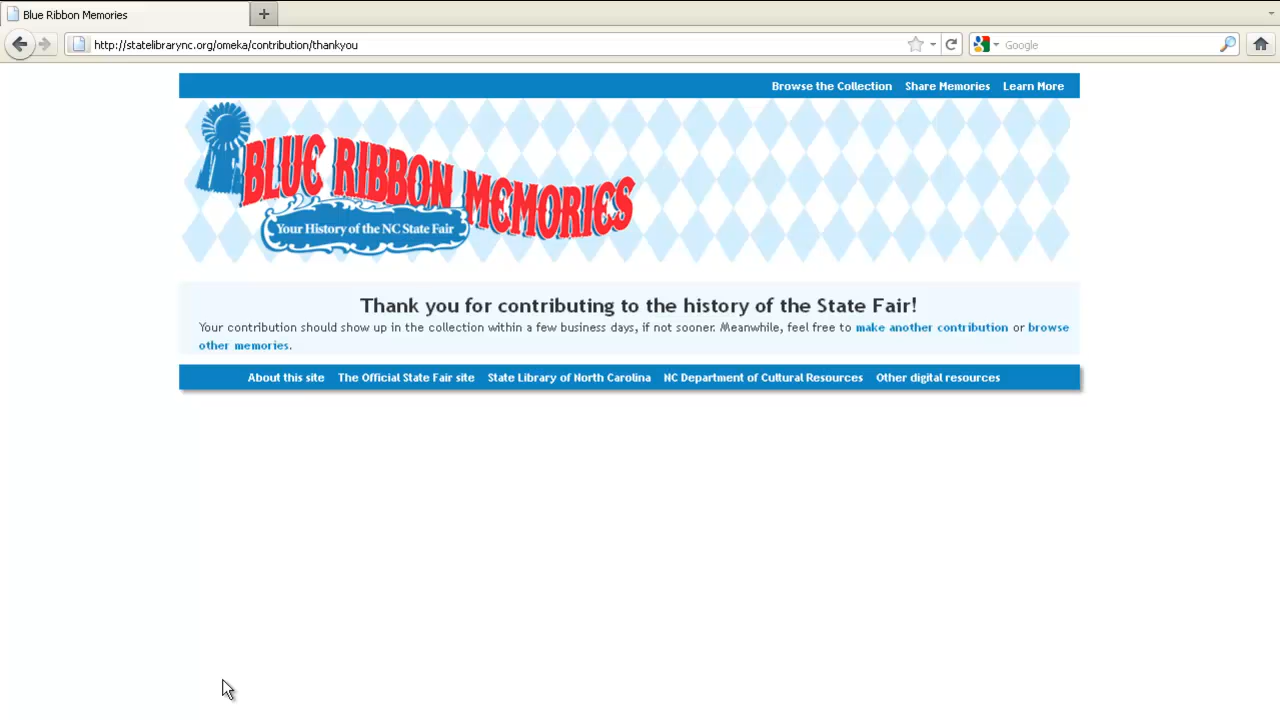 Blue Ribbon Memories
http://statelibrarync.org/omeka/contribution/thankyou
Google
Browse the Collection Share Memories Learn More
BLUE RIBBON MEMORIES
Your History of the NC State Fair
Thank you for contributing to the history of the State Fair!
Your contribution should show up in the collection within a few business days, if not sooner. Meanwhile, feel free to make another contribution or browse
other memories.
About this site The Official State Fair site State Library of North Carolina NC Department of Cultural Resources Other digital resources